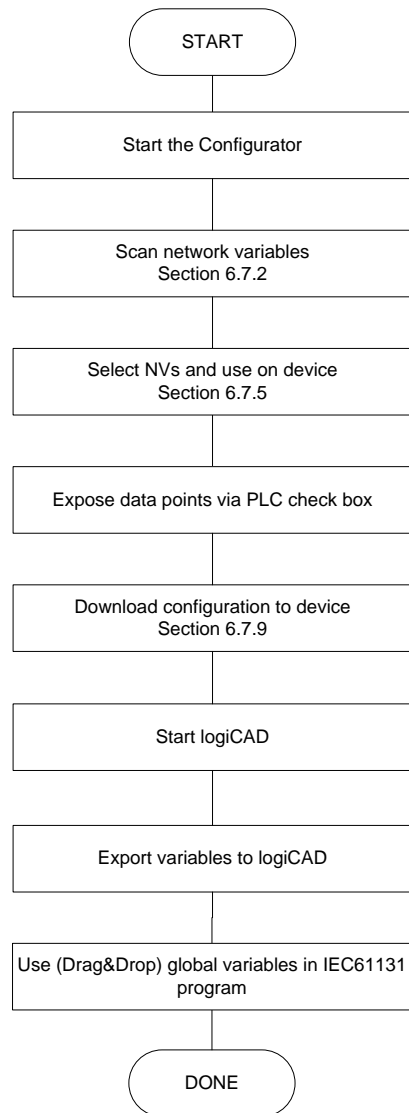 START
Start the Configurator
Scan network variables
Section 6.7.2
Select NVs and use on device
Section 6.7.5
Expose data points via PLC check box
Download configuration to device
Section 6.7.9
Start logiCAD
Export variables to logiCAD
Use (Drag&Drop) global variables in IEC61131
program
DONE